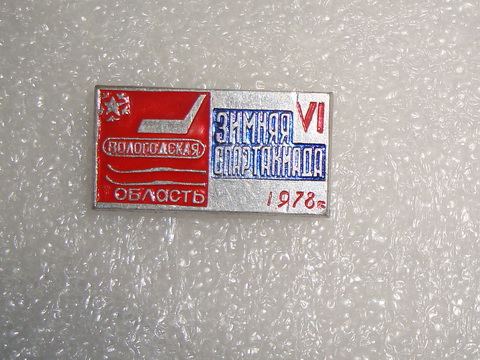 ВОЛОГОДСКАЯ
ОБЛАСТЬ
VI
ЗИМНЯЯ
СПАРТАКИАДА
1978г.